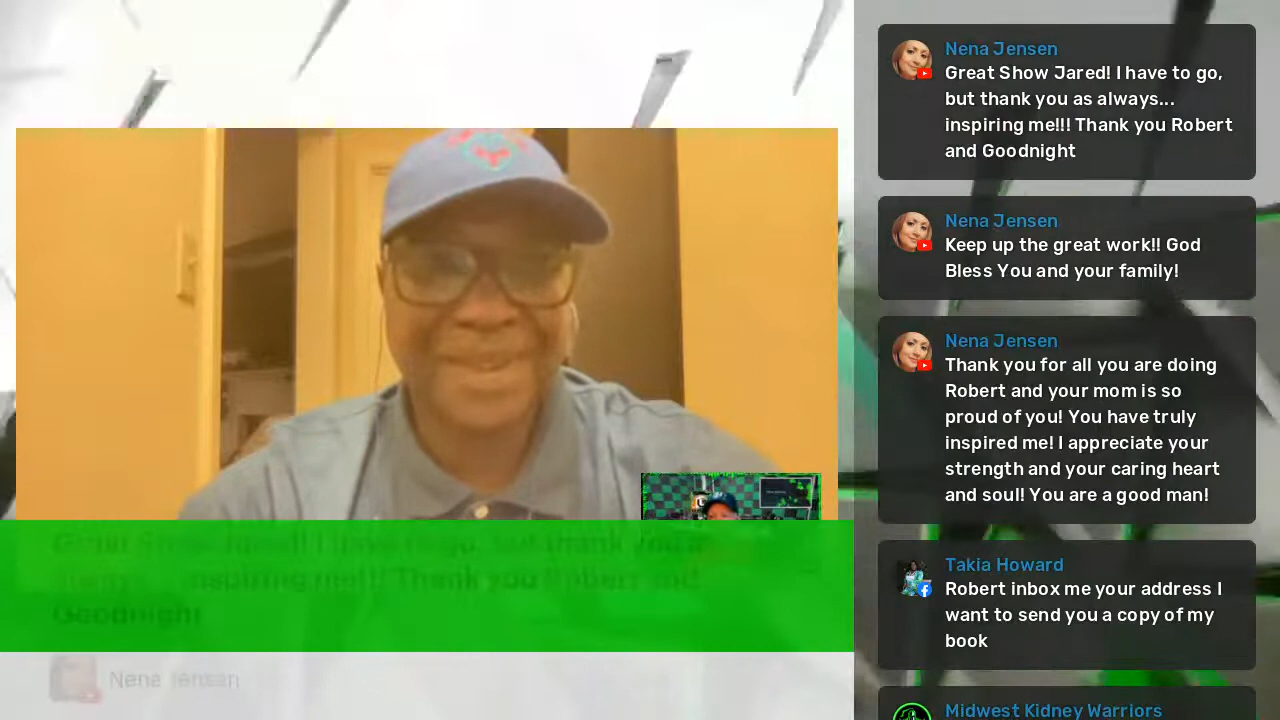 Great Show Jared! I have to go, but thank you as
always... inspiring me!!! Thank you Robert and
Goodnight
Nena Jensen
Nena Jensen
Great Show Jared! I have to go,
but thank you as always...
inspiring me!!! Thank you Robert
and Goodnight
Nena Jensen
Keep up the great work!! God
Bless You and your family!
Nena Jensen
Thank you for all you are doing
Robert and your mom is so
proud of you! You have truly
inspired me! I appreciate your
strength and your caring heart
and soul! You are a good man!
Takia Howard
Robert inbox me your address I
want to send you a copy of my
book
Midwest Kidney Warriors